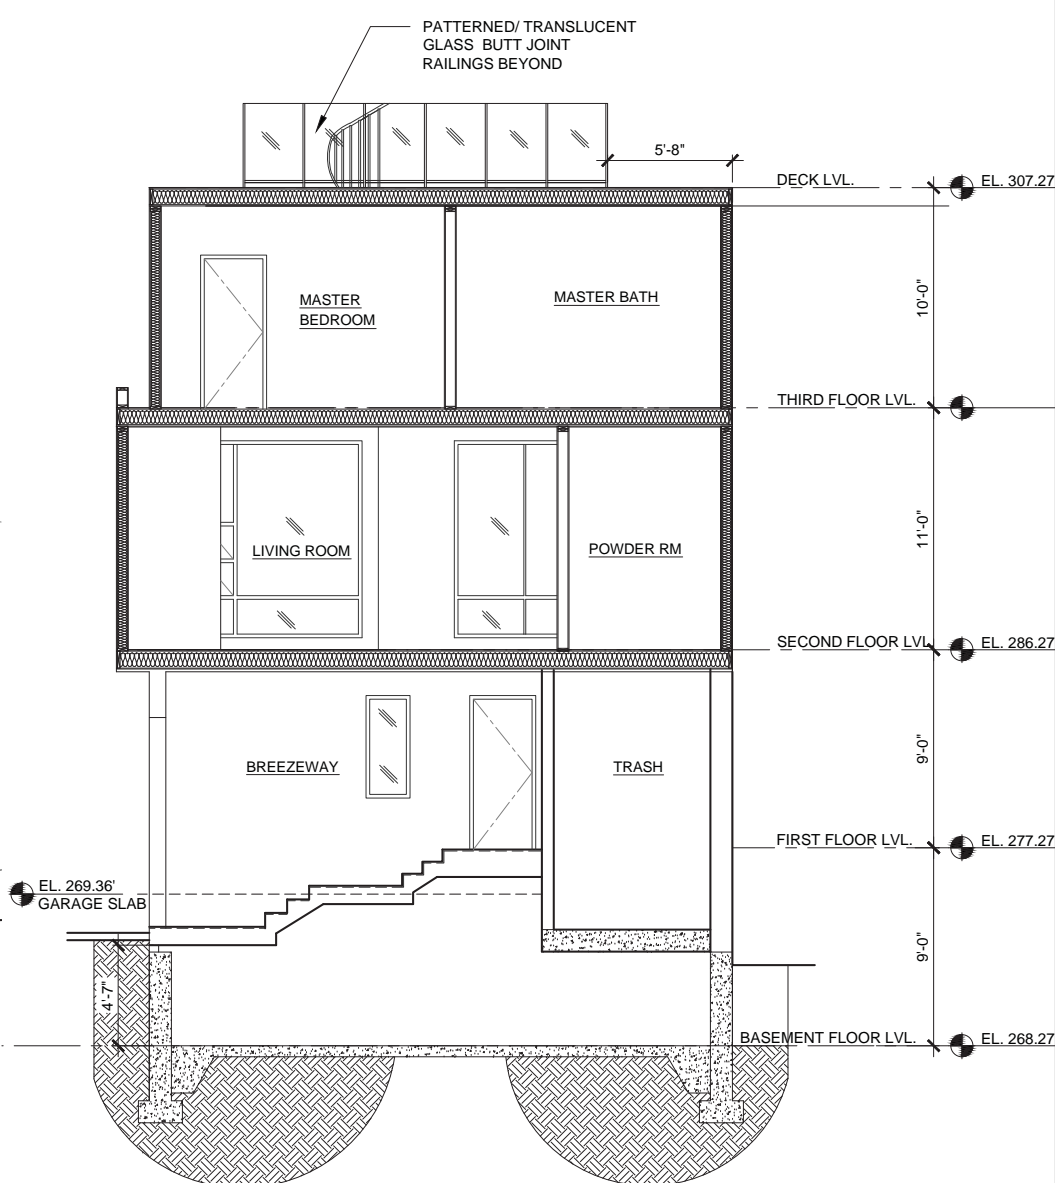 PATTERNED/ TRANSLUCENT
GLASS BUTT JOINT
RAILINGS BEYOND
5'-8"
DECK LVL.
EL. 307.27
MASTER
BEDROOM
MASTER BATH
10'-0"
THIRD FLOOR LVL.
LIVING ROOM
POWDER RM
11'-0"
SECOND FLOOR LVL
EL. 286.27
BREEZEWAY
TRASH
9'-0"
FIRST FLOOR LVL.
EL. 277.27
EL. 269.36'
GARAGE SLAB
9'-0"
4'-7"
BASEMENT FLOOR LVL.
EL. 268.27